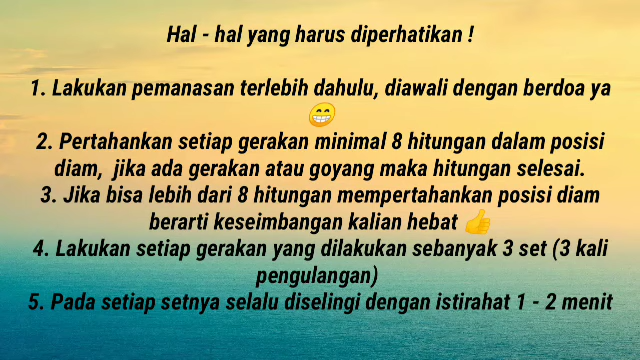 Hal - hal yang harus diperhatikan !
1. Lakukan pemanasan terlebih dahulu, diawali dengan berdoa ya
😁
2. Pertahankan setiap gerakan minimal 8 hitungan dalam posisi
diam, jika ada gerakan atau goyang maka hitungan selesai.
3. Jika bisa lebih dari 8 hitungan mempertahankan posisi diam
berarti keseimbangan kalian hebat 👍
4. Lakukan setiap gerakan yang dilakukan sebanyak 3 set (3 kali
pengulangan)
5. Pada setiap setnya selalu diselingi dengan istirahat 1 - 2 menit